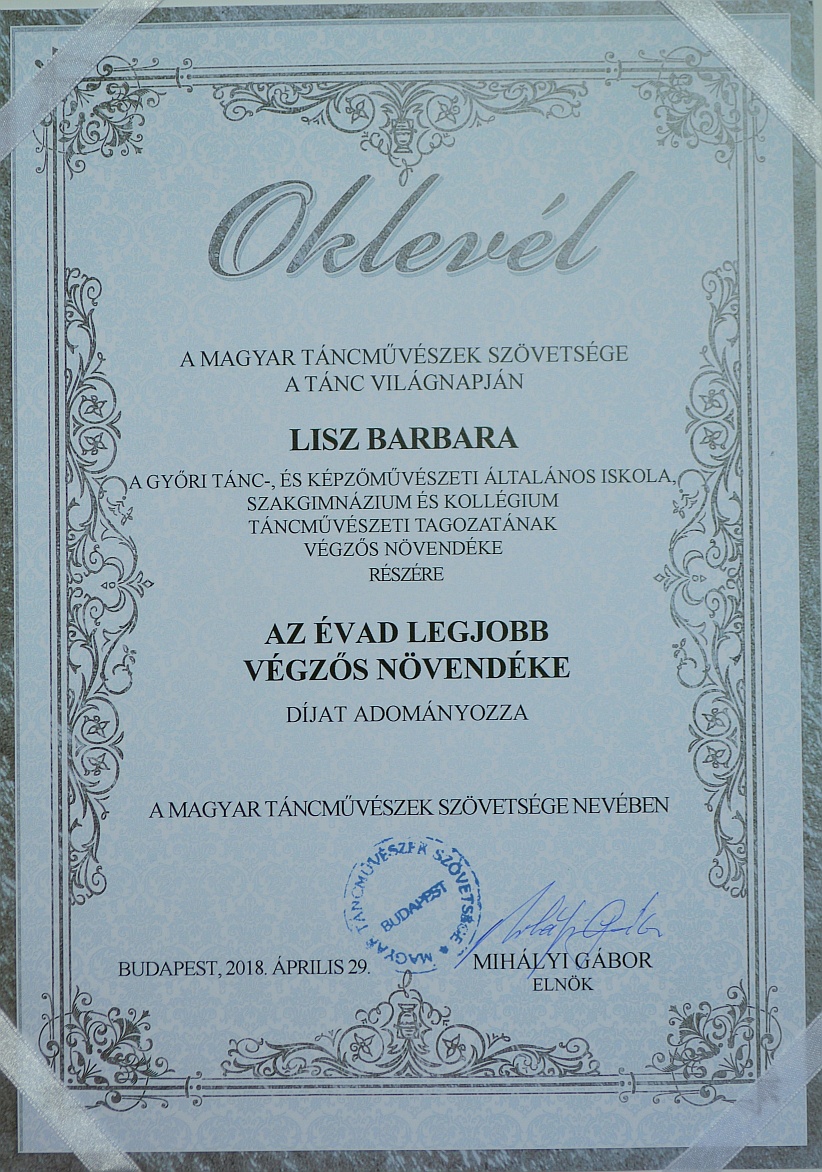 Oklevél
A MAGYAR TÁNCMŰVÉSZEK SZÖVETSÉGE
A TÁNC VILÁGNAPJÁN
LISZ BARBARA
A GYŐRI TÁNC-, ÉS KÉPZŐMŰVÉSZETI ÁLTALÁNOS ISKOLA,
SZAKGIMNÁZIUM ÉS KOLLÉGIUM
TÁNCMŰVÉSZETI TAGOZATÁNAK
VÉGZŐS NÖVENDÉKE
RÉSZÉRE
AZ ÉVAD LEGJOBB
VÉGZŐS NÖVENDÉKE
DÍJAT ADOMÁNYOZZA
A MAGYAR TÁNCMŰVÉSZEK SZÖVETSÉGE NEVÉBEN
MAGYAR TÁNCMŰVÉSZEK SZÖVETSÉGE
BUDAPEST
BUDAPEST, 2018. ÁPRILIS 29.
MIHÁLYI GÁBOR
ELNÖK